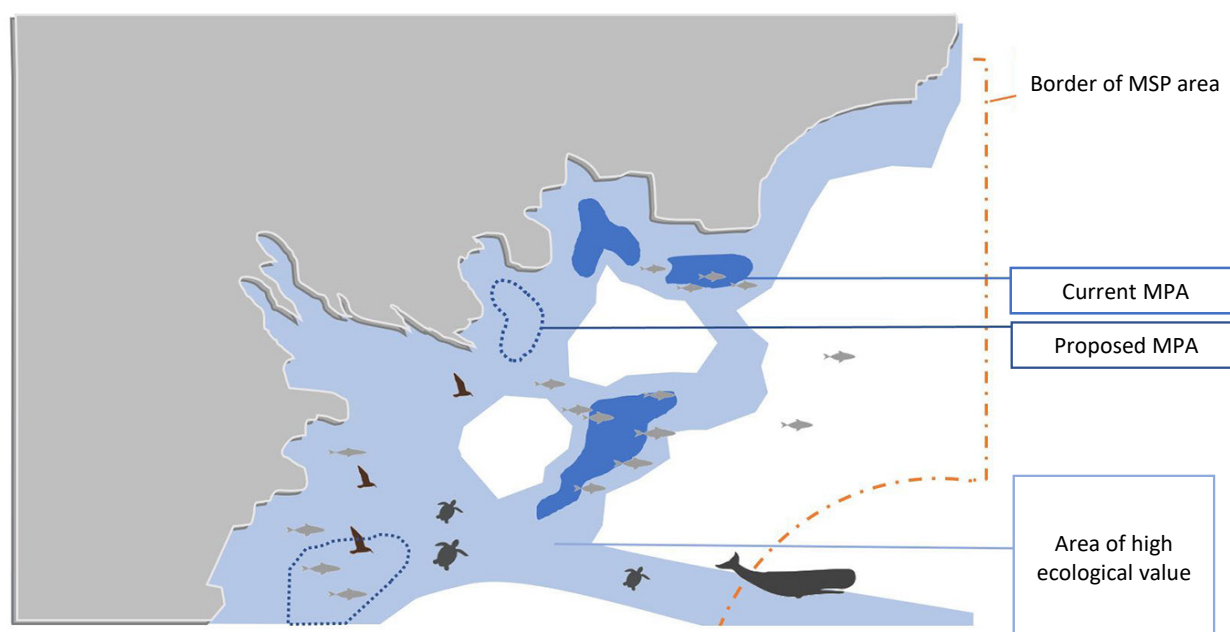 Border of MSP area
Current MPA
Proposed MPA
Area of high
ecological value